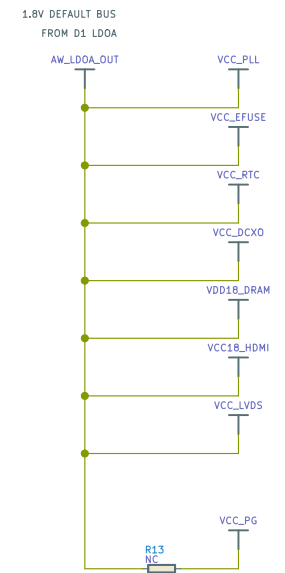 1.8V DEFAULT BUS
FROM D1 LDOA
AW_LDOA_OUT
VCC_PLL
VCC_EFUSE
VCC_RTC
VCC_DCXO
VDD18_DRAM
VCC18_HDMI
VCC_LVDS
VCC_PG
R13
NC